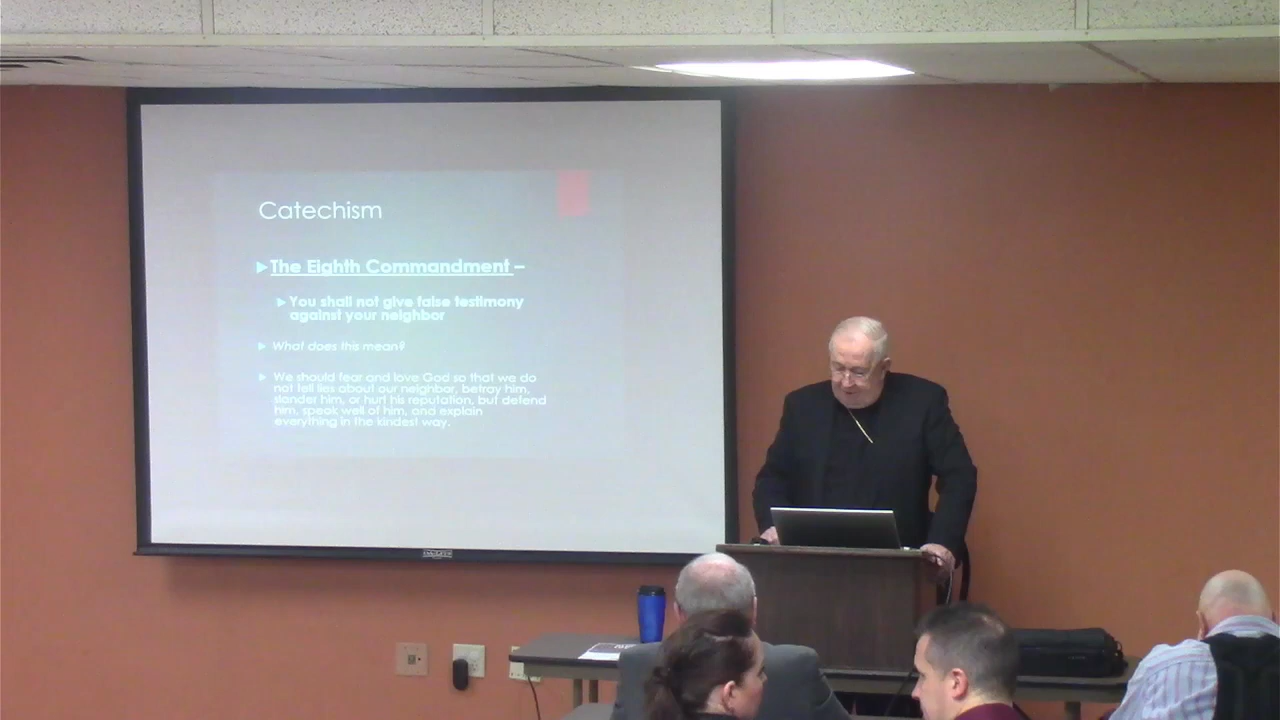 Catechism
The Eighth Commandment –
You shall not give false testimony
against your neighbor
What does this mean?
We should fear and love God so that we do
not tell lies about our neighbor, betray him,
slander him, or hurt his reputation, but defend
him, speak well of him, and explain
everything in the kindest way.